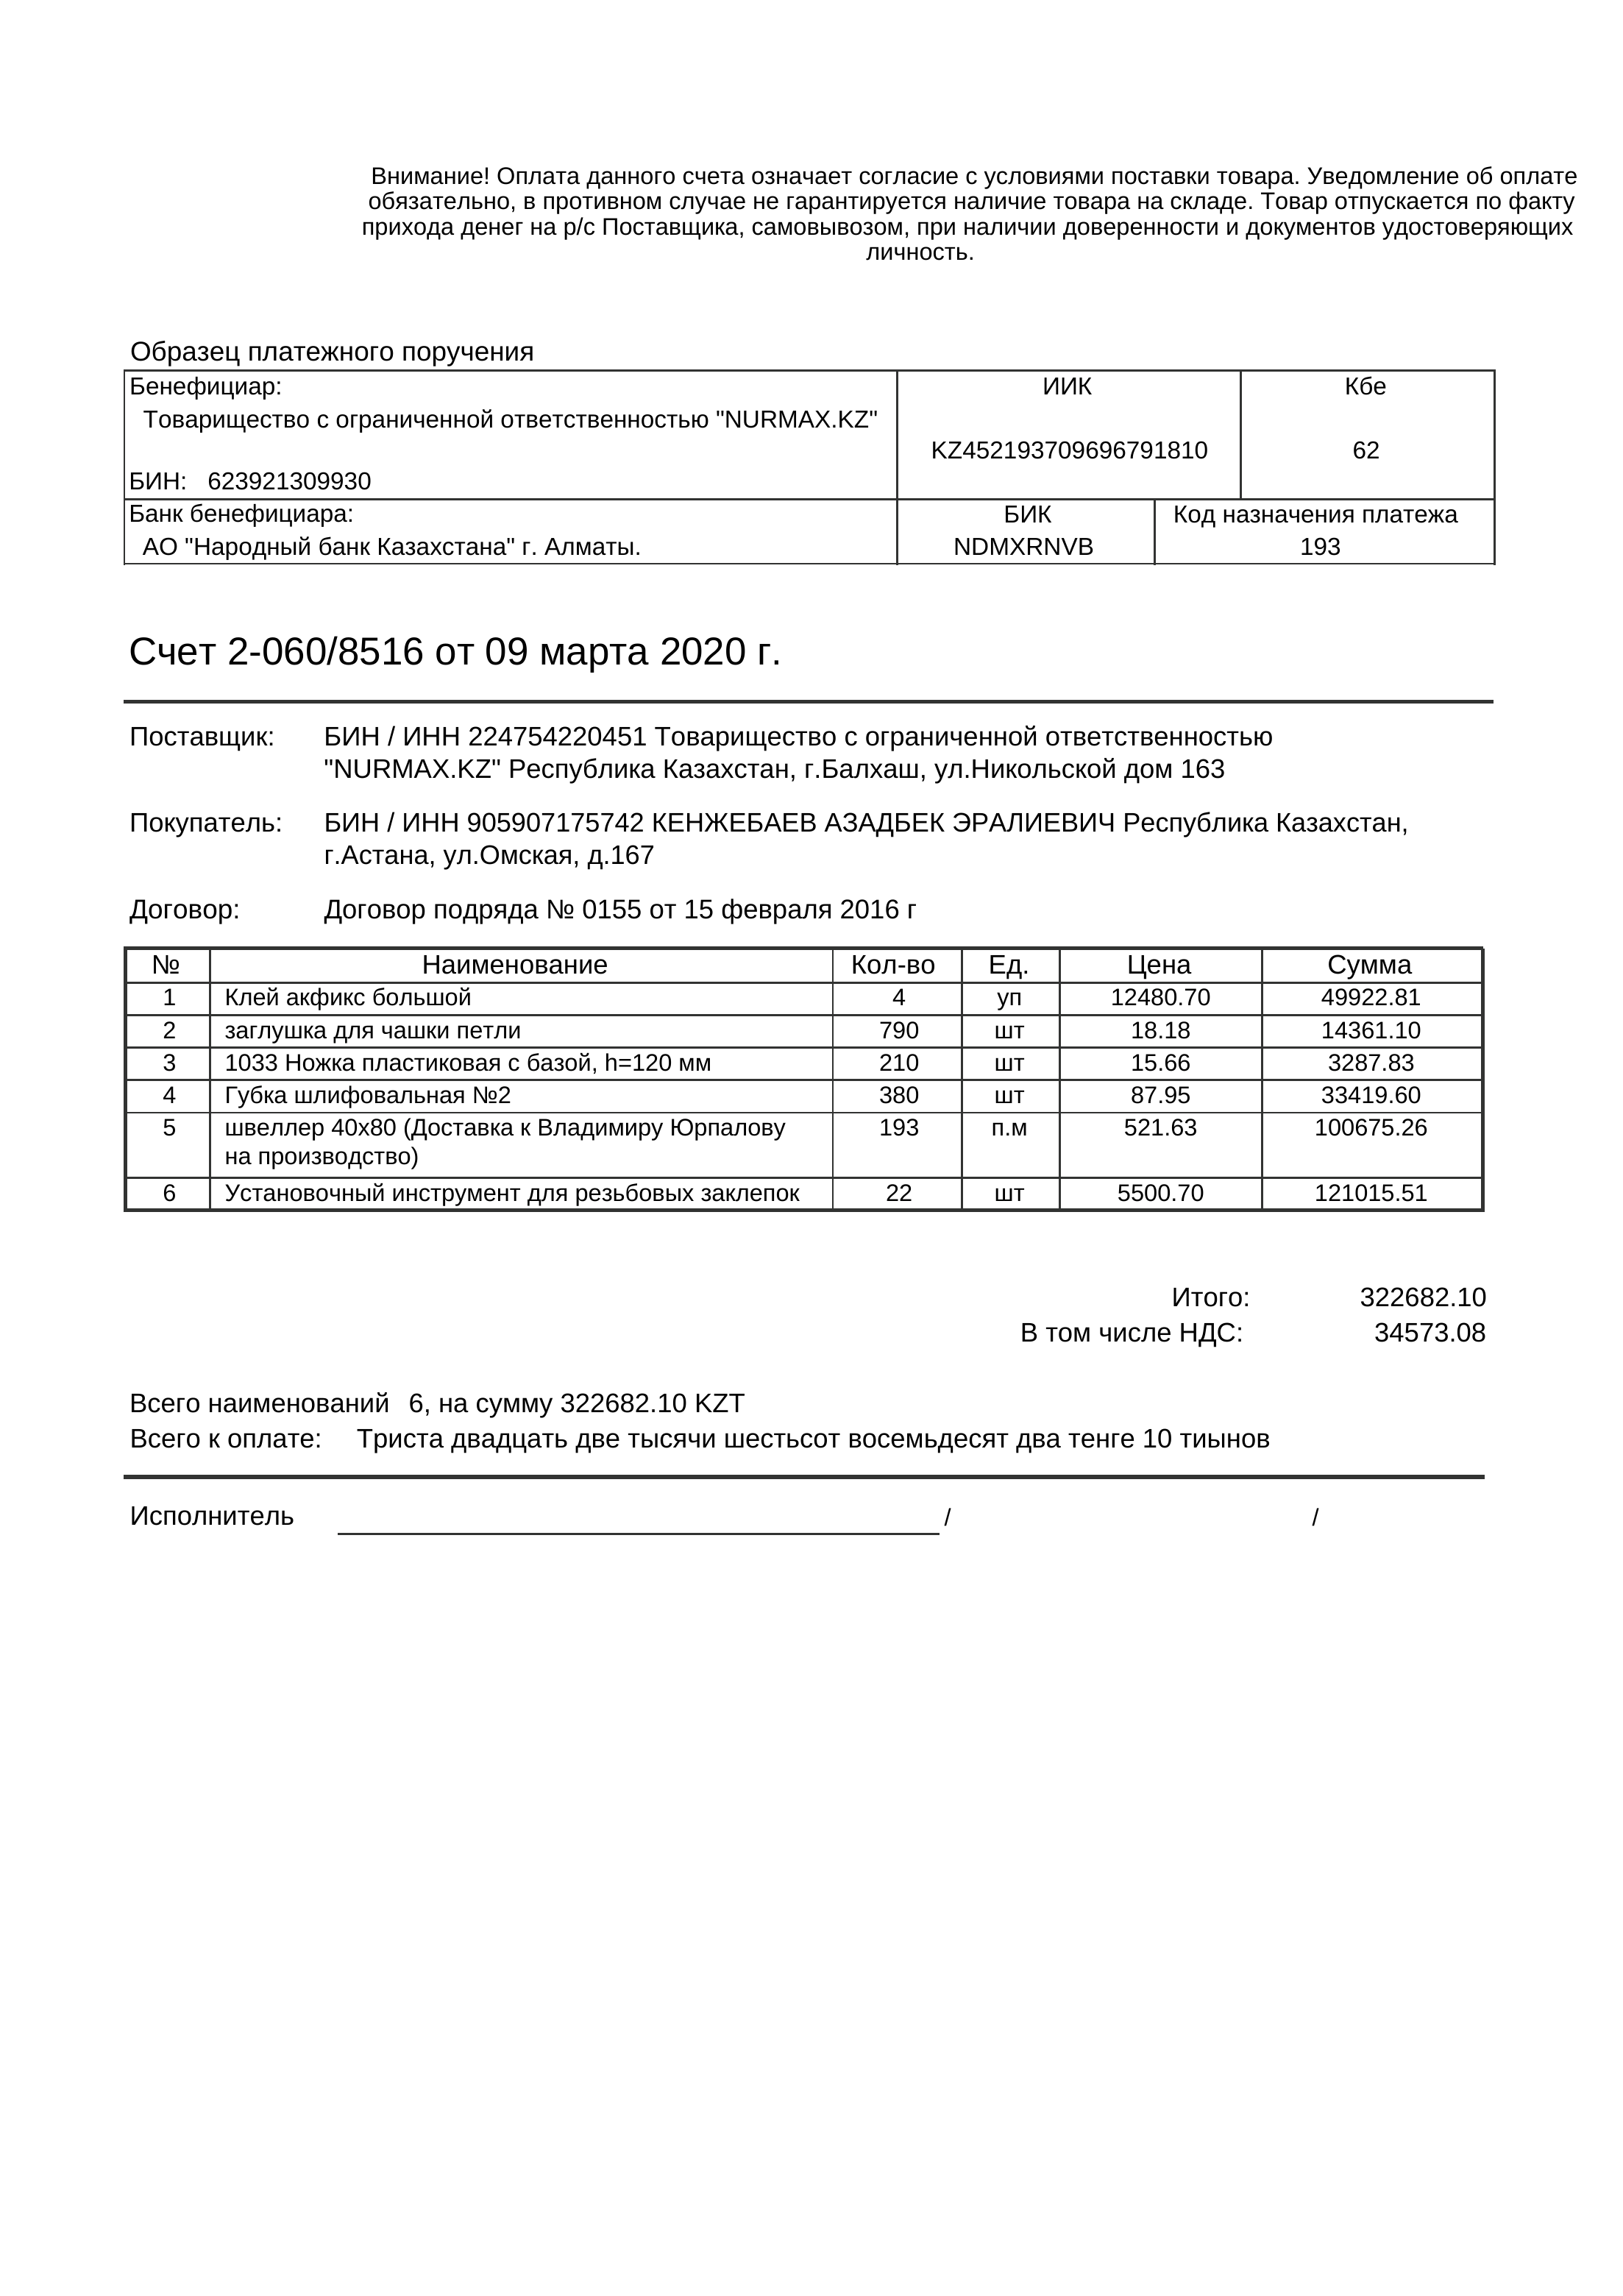 Внимание! Оплата данного счета означает согласие с условиями поставки товара. Уведомление об оплате
обязательно, в противном случае не гарантируется наличие товара на складе. Товар отпускается по факту
прихода денег на р/с Поставщика, самовывозом, при наличии доверенности и документов удостоверяющих
личность.
Образец платежного поручения
Бенефициар: ИИК Кбе
Товарищество с ограниченной ответственностью "NURMAX.KZ"
KZ452193709696791810 62
БИН: 623921309930
Банк бенефициара: БИК Код назначения платежа
АО "Народный банк Казахстана" г. Алматы. NDMXRNVB 193
Счет 2-060/8516 от 09 марта 2020 г.
Поставщик: БИН / ИНН 224754220451 Товарищество с ограниченной ответственностью
"NURMAX.KZ" Республика Казахстан, г.Балхаш, ул.Никольской дом 163
Покупатель: БИН / ИНН 905907175742 КЕНЖЕБАЕВ АЗАДБЕК ЭРАЛИЕВИЧ Республика Казахстан,
г.Астана, ул.Омская, д.167
Договор: Договор подряда № 0155 от 15 февраля 2016 г
№ Наименование Кол-во Ед. Цена Сумма
1 Клей акфикс большой 4 уп 12480.70 49922.81
2 заглушка для чашки петли 790 шт 18.18 14361.10
3 1033 Ножка пластиковая с базой, h=120 мм 210 шт 15.66 3287.83
4 Губка шлифовальная №2 380 шт 87.95 33419.60
5 швеллер 40х80 (Доставка к Владимиру Юрпалову 193 п.м 521.63 100675.26
на производство)
6 Установочный инструмент для резьбовых заклепок 22 шт 5500.70 121015.51
Итого: 322682.10
В том числе НДС: 34573.08
Всего наименований 6, на сумму 322682.10 KZT
Всего к оплате: Триста двадцать две тысячи шестьсот восемьдесят два тенге 10 тиынов
Исполнитель / /